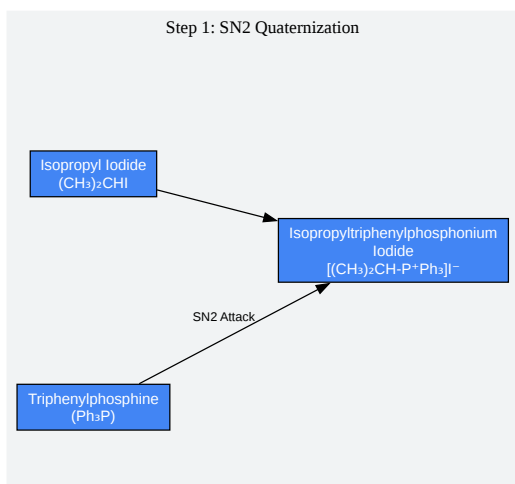 Step 1: SN2 Quaternization
Isopropyl Iodide
(CH₃)₂CHI
Isopropyltriphenylphosphonium
Iodide
[(CH₃)₂CH-P⁺Ph₃]I⁻
SN2 Attack
Triphenylphosphine
(Ph₃P)